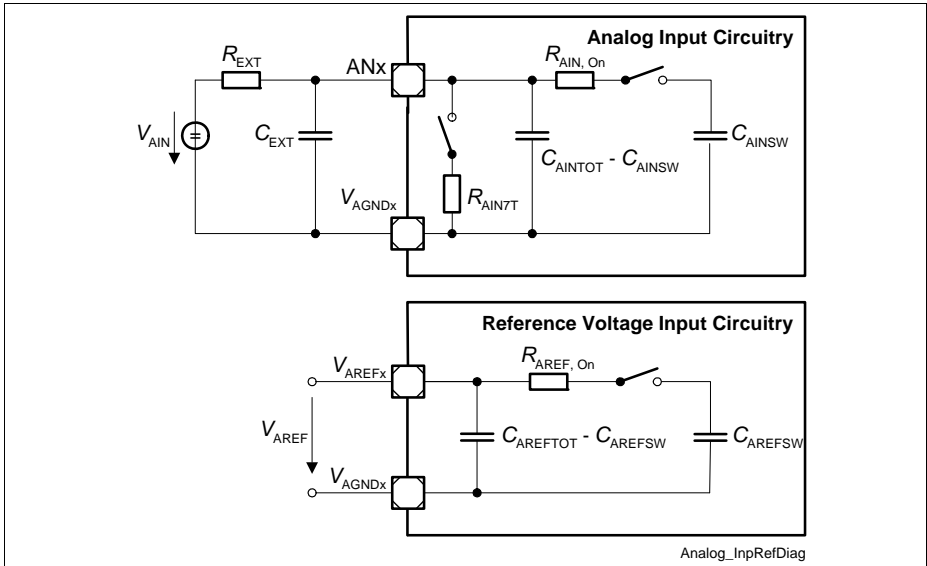 Analog Input Circuitry
R_EXT
ANx
R_AIN, On
V_AIN
C_EXT
C_AINTOT - C_AINSW
C_AINSW
V_AGNDx
R_AIN7T
Reference Voltage Input Circuitry
V_AREFx
R_AREF, On
V_AREF
C_AREFTOT - C_AREFSW
C_AREFSW
V_AGNDx
Analog_InpRefDiag